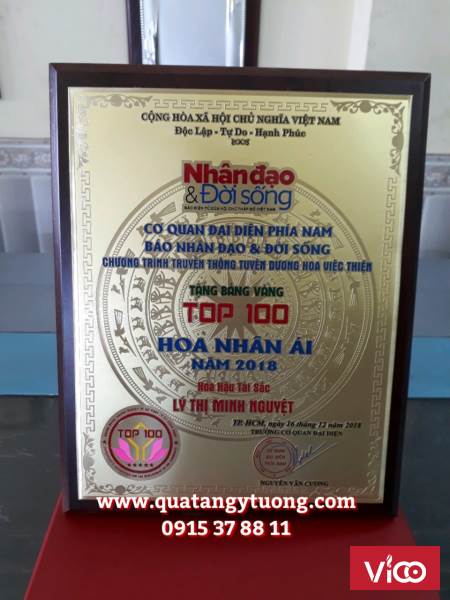 CỘNG HÒA XÃ HỘI CHỦ NGHĨA VIỆT NAM
Độc Lập - Tự Do - Hạnh Phúc
Nhân đạo
& Đời sống
CƠ QUAN ĐẠI DIỆN PHÍA NAM
BÁO NHÂN ĐẠO & ĐỜI SỐNG
CHƯƠNG TRÌNH TRUYỀN THÔNG TUYÊN DƯƠNG HOA VIỆC THIỆN
TẶNG BẢNG VÀNG
TOP 100
HOA NHÂN ÁI
NĂM 2018
Hoa Hậu Tài Sắc
LÝ THỊ MINH NGUYỆT
TP. HCM, ngày 16 tháng 12 năm 2018
TRƯỞNG CƠ QUAN ĐẠI DIỆN
TOP 100
NGUYỄN VĂN CƯƠNG
www.quatangytuong.com
0915 37 88 11
VICO